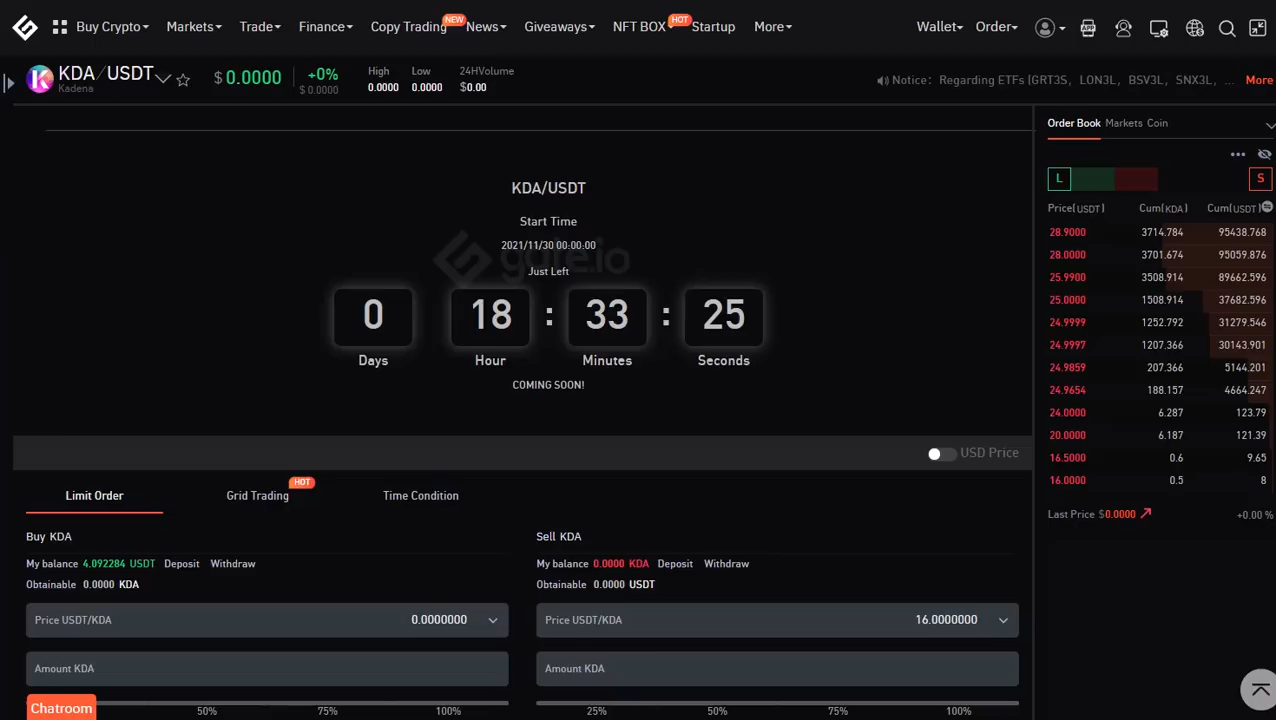 Buy Crypto Markets Trade Finance Copy Trading NEW News Giveaways NFT BOX HOT Startup More Wallet Order
KDA/USDT
Kadena
$ 0.0000
+0%
$ 0.0000
High
0.0000
Low
0.0000
24HVolume
$0.00
Notice: Regarding ETFs (GRT3S, LON3L, BSV3L, SNX3L, ... More
KDA/USDT
Start Time
2021/11/30 00:00:00
gate.io
Just Left
0 18 : 33 : 25
Days Hour Minutes Seconds
COMING SOON!
USD Price
Limit Order Grid Trading HOT Time Condition
Buy KDA
My balance 4.092284 USDT Deposit Withdraw
Obtainable 0.0000 KDA
Price USDT/KDA 0.0000000
Amount KDA
50% 75% 100%
Chatroom
Sell KDA
My balance 0.0000 KDA Deposit Withdraw
Obtainable 0.0000 USDT
Price USDT/KDA 16.0000000
Amount KDA
25% 50% 75% 100%
Order Book Markets Coin
L S
Price(USDT) Cum(KDA) Cum(USDT)
28.9000 3714.784 95438.768
28.0000 3701.674 95059.876
25.9900 3508.914 89662.596
25.0000 1508.914 37682.596
24.9999 1252.792 31279.546
24.9997 1207.366 30143.901
24.9859 207.366 5144.201
24.9654 188.157 4664.247
24.0000 6.287 123.79
20.0000 6.187 121.39
16.5000 0.6 9.65
16.0000 0.5 8
Last Price $0.0000 +0.00 %